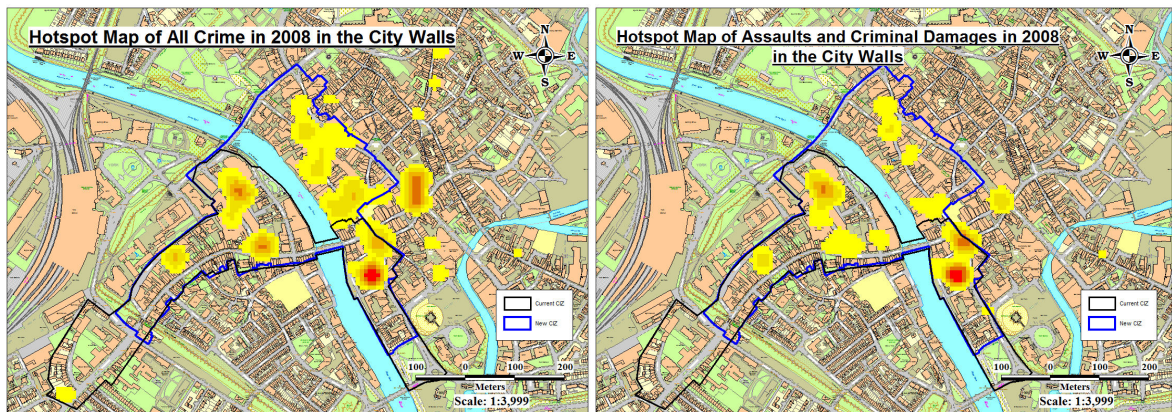 Hotspot Map of All Crime in 2008 in the City Walls
N
W E
S
Current CIZ
New CIZ
100 0 100 200
Meters
Scale: 1:3,999
Hotspot Map of Assaults and Criminal Damages in 2008
in the City Walls
N
W E
S
Current CIZ
New CIZ
100 0 100 200
Meters
Scale: 1:3,999